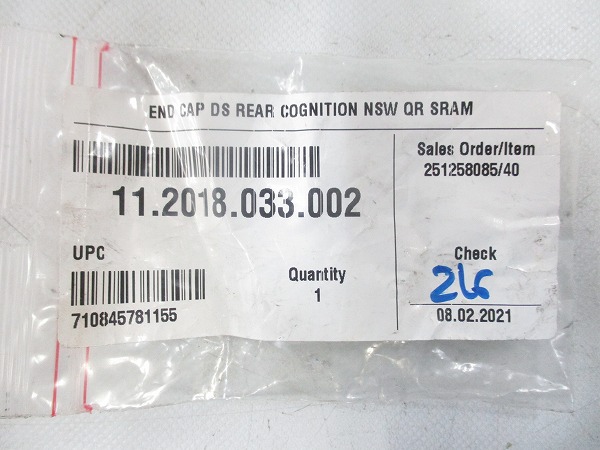 END CAP DS REAR COGNITION NSW QR SRAM
Sales Order/Item
251258085/40
11.2018.033.002
UPC
710845781155
Quantity
1
Check
08.02.2021